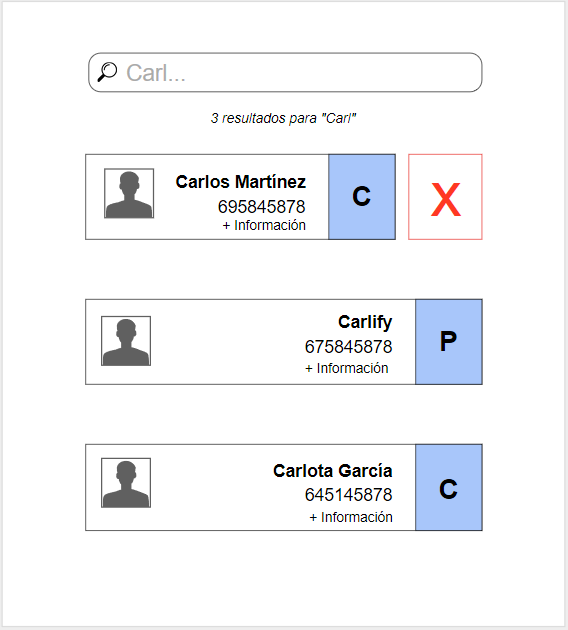 Carl...
3 resultados para "Carl"
Carlos Martínez
695845878
+ Información
C
X
Carlify
675845878
+ Información
P
Carlota García
645145878
+ Información
C